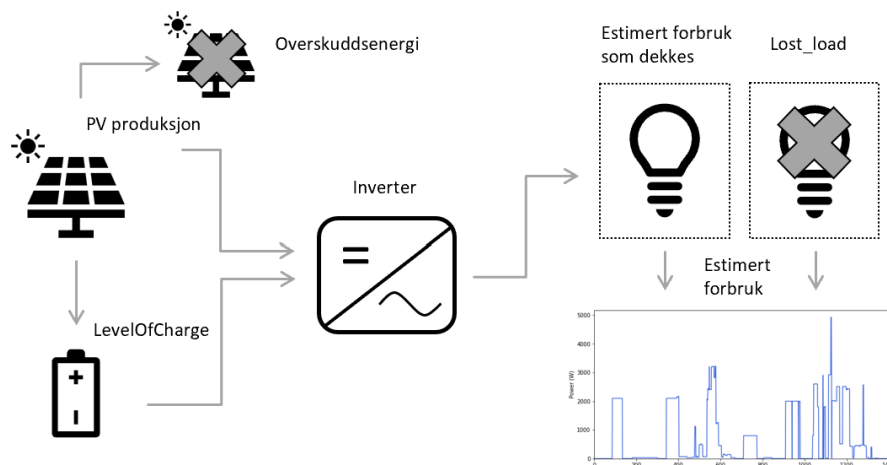 Overskuddsenergi
Estimert forbruk
som dekkes
Lost_load
PV produksjon
Inverter
LevelOfCharge
Estimert
forbruk
5000
4000
3000
2000
1000
0
Power (W)
0
200
400
600
800
1000
1200